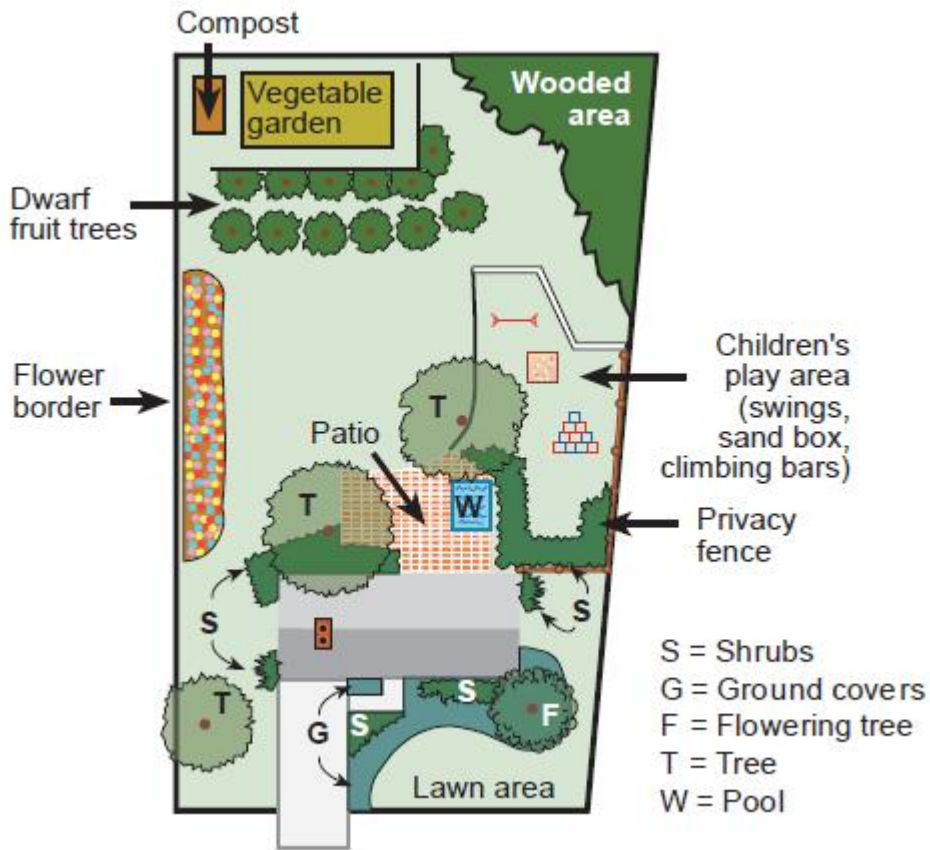 Compost
Vegetable
garden
Wooded
area
Dwarf
fruit trees
Flower
border
Children's
play area
(swings,
sand box,
climbing bars)
T
Patio
T
W
Privacy
fence
S
S
T
G
S
S
F
Lawn area
S = Shrubs
G = Ground covers
F = Flowering tree
T = Tree
W = Pool